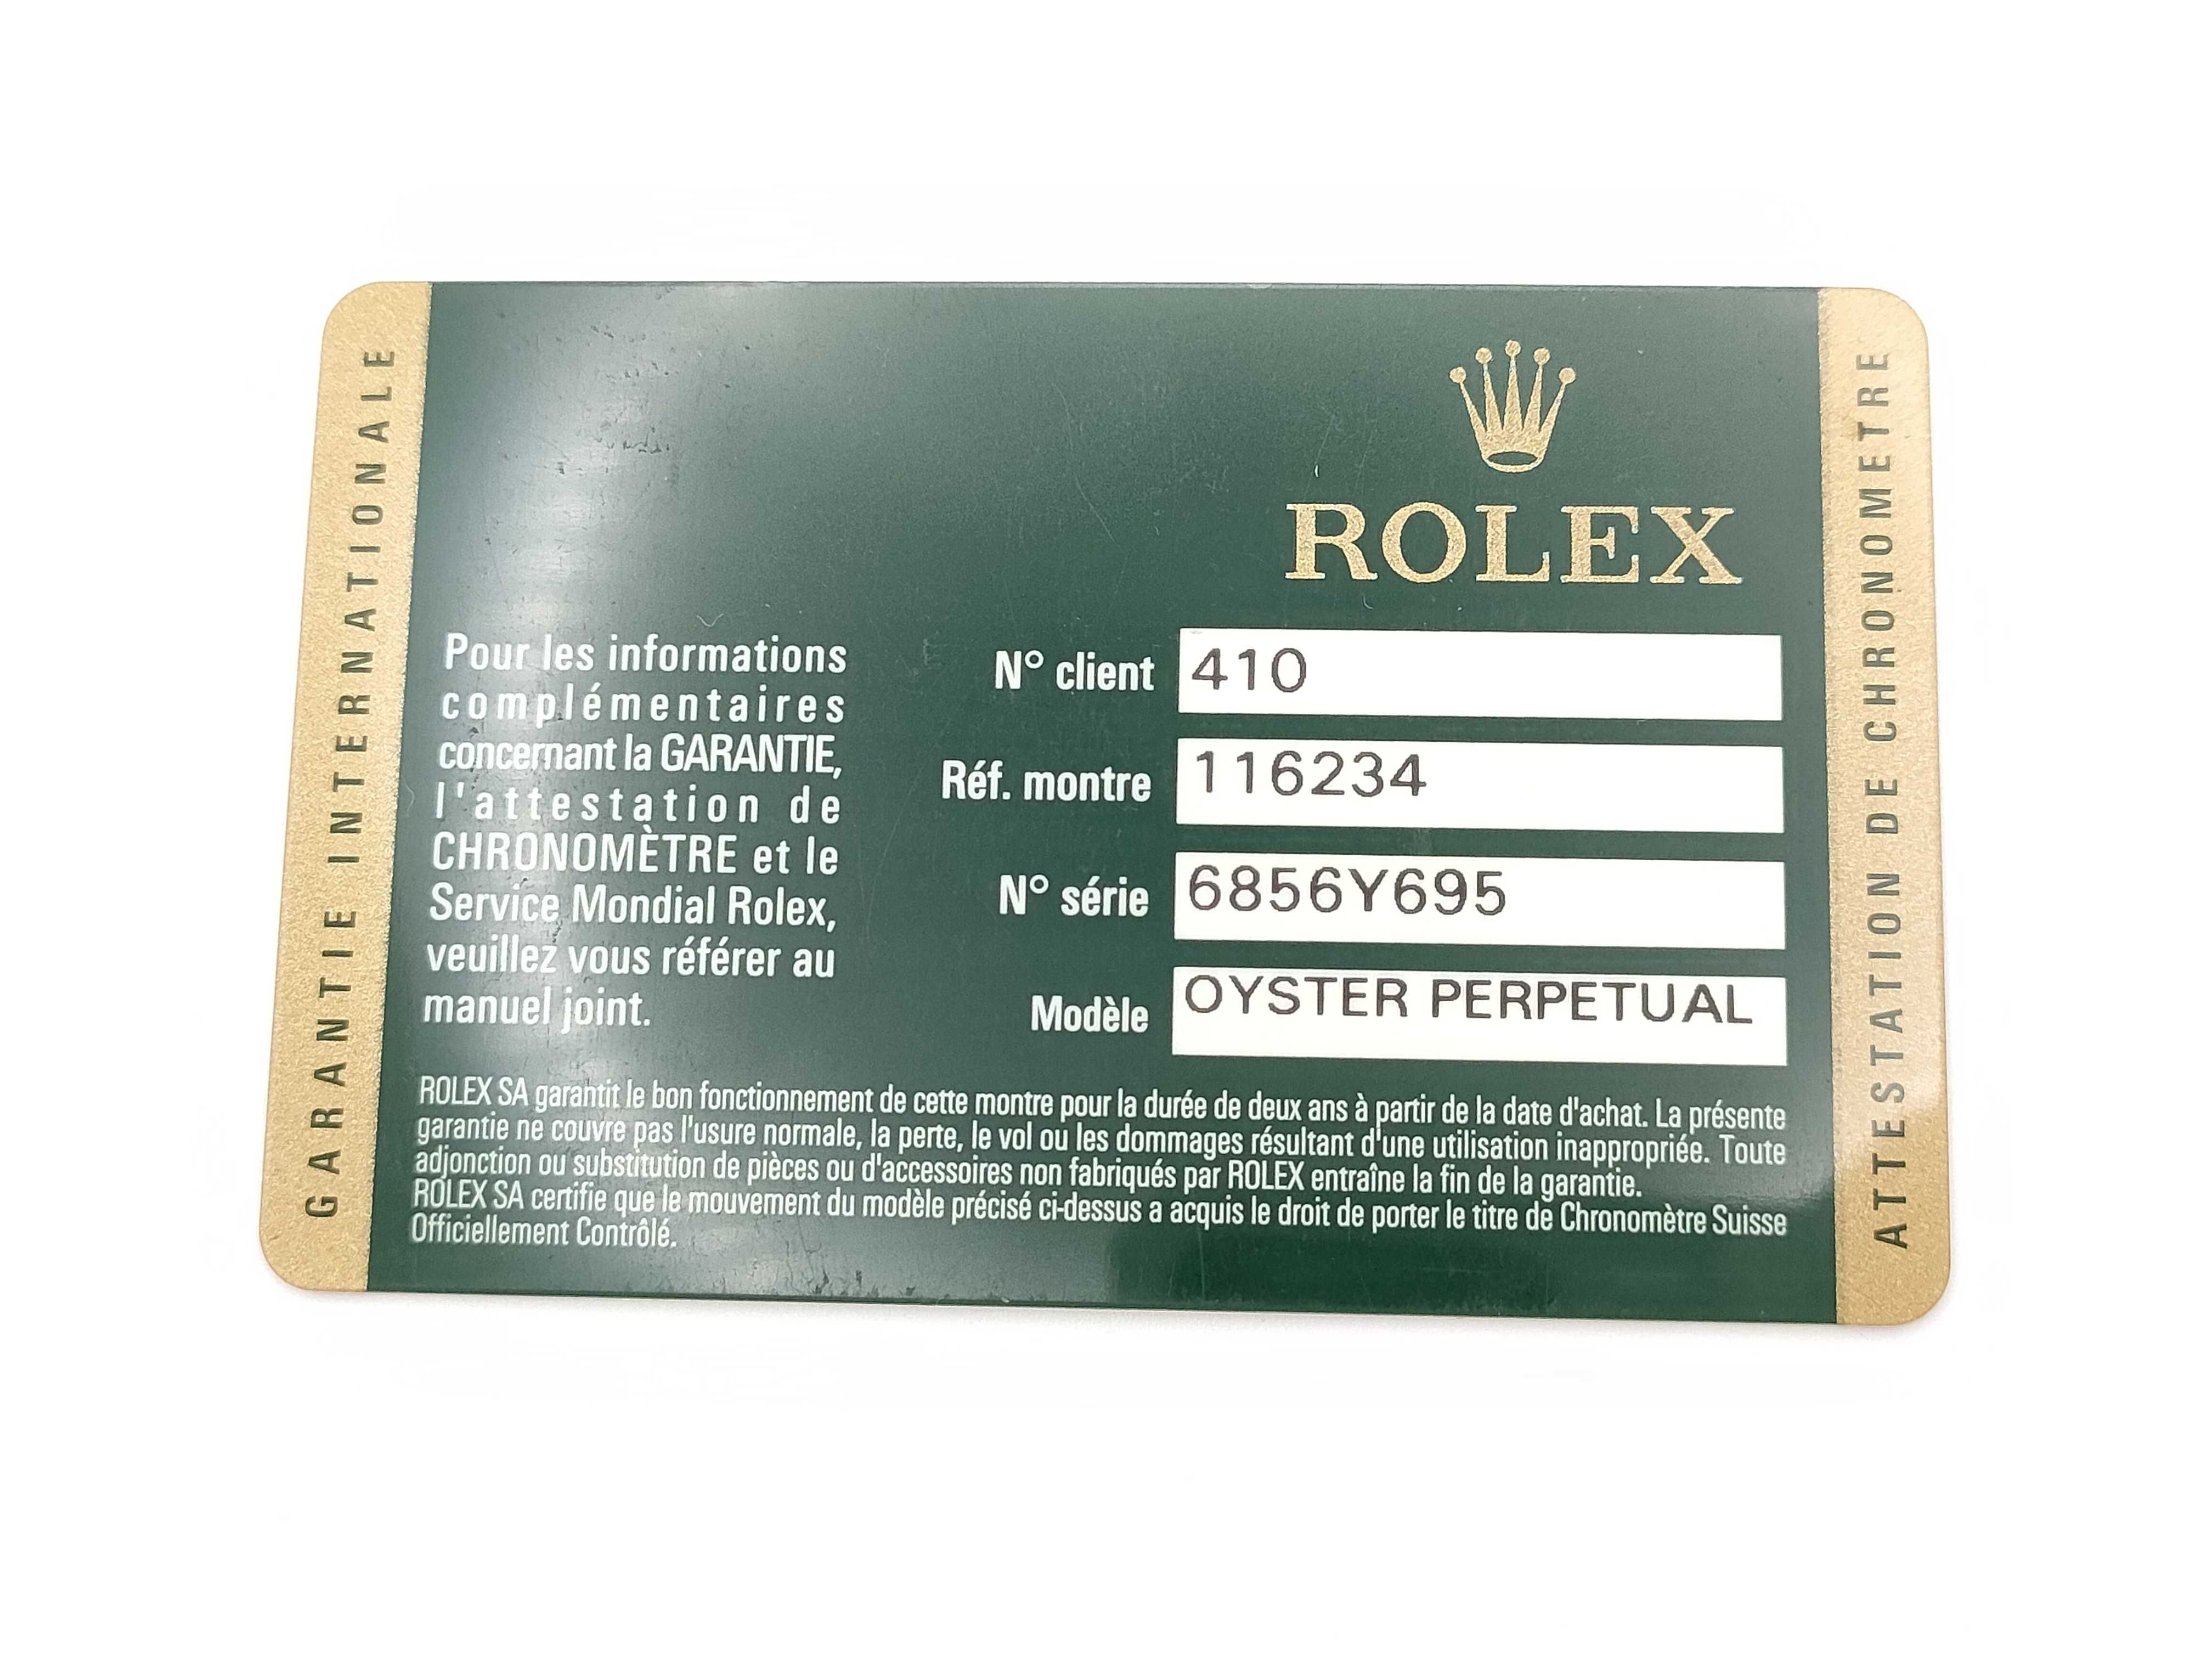 GARANTIE INTERNATIONALE
ROLEX
Pour les informations
complémentaires
concernant la GARANTIE,
l'attestation de
CHRONOMÈTRE et le
Service Mondial Rolex,
veuillez vous référer au
manuel joint.
N° client 410
Réf. montre 116234
N° série 6856Y695
Modèle OYSTER PERPETUAL
ROLEX SA garantit le bon fonctionnement de cette montre pour la durée de deux ans à partir de la date d'achat. La présente
garantie ne couvre pas l'usure normale, la perte, le vol ou les dommages résultant d'une utilisation inappropriée. Toute
adjonction ou substitution de pièces ou d'accessoires non fabriqués par ROLEX entraîne la fin de la garantie.
ROLEX SA certifie que le mouvement du modèle précisé ci-dessus a acquis le droit de porter le titre de Chronomètre Suisse
Officiellement Contrôlé.
ATTESTATION DE CHRONOMETRE